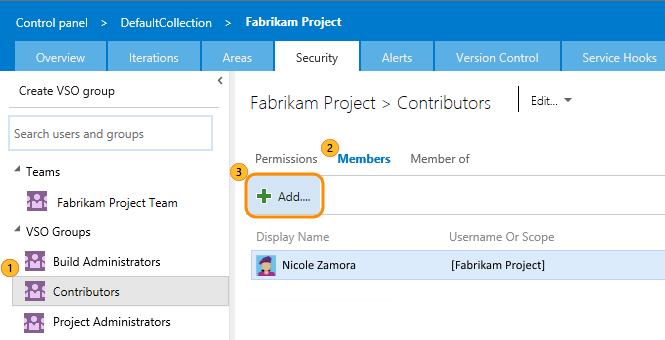 Control panel > DefaultCollection > Fabrikam Project
Overview Iterations Areas Security Alerts Version Control Service Hooks
Create VSO group
Search users and groups
Teams
Fabrikam Project Team
VSO Groups
Build Administrators
1
Contributors
Project Administrators
Fabrikam Project > Contributors
Edit...
2
Permissions Members Member of
3
Add....
Display Name Username Or Scope
Nicole Zamora [Fabrikam Project]